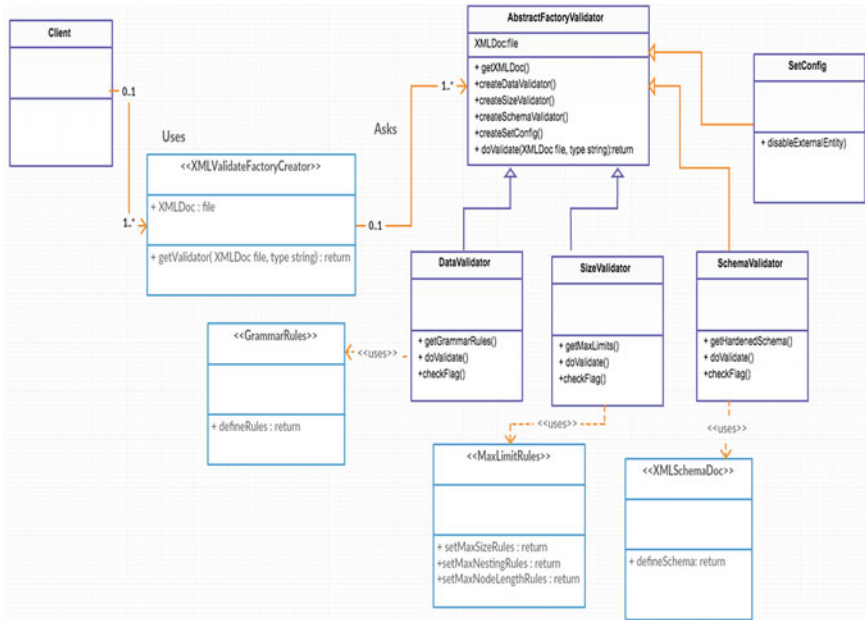 Client
0..1
Uses
1..*
<<XMLValidateFactoryCreator>>
+ XMLDoc : file
+ getValidator( XMLDoc file, type string) : return
0..1
Asks
1..*
AbstractFactoryValidator
XMLDoc:file
+ getXMLDoc()
+createDataValidator()
+createSizeValidator()
+createSchemaValidator()
+createSetConfig()
+ doValidate(XMLDoc file, type string):return
SetConfig
+ disableExternalEntity)
DataValidator
+ getGrammarRules()
+ doValidate()
+checkFlag()
SizeValidator
+ getMaxLimits()
+ doValidate()
+checkFlag()
SchemaValidator
+ getHardenedSchema()
+ doValidate()
+checkFlag()
<<uses>>
<<GrammarRules>>
+ defineRules : return
<<uses>>
<<MaxLimitRules>>
+ setMaxSizeRules : return
+setMaxNestingRules : return
+setMaxNodeLengthRules : return
<<uses>>
<<XMLSchemaDoc>>
+ defineSchema: return